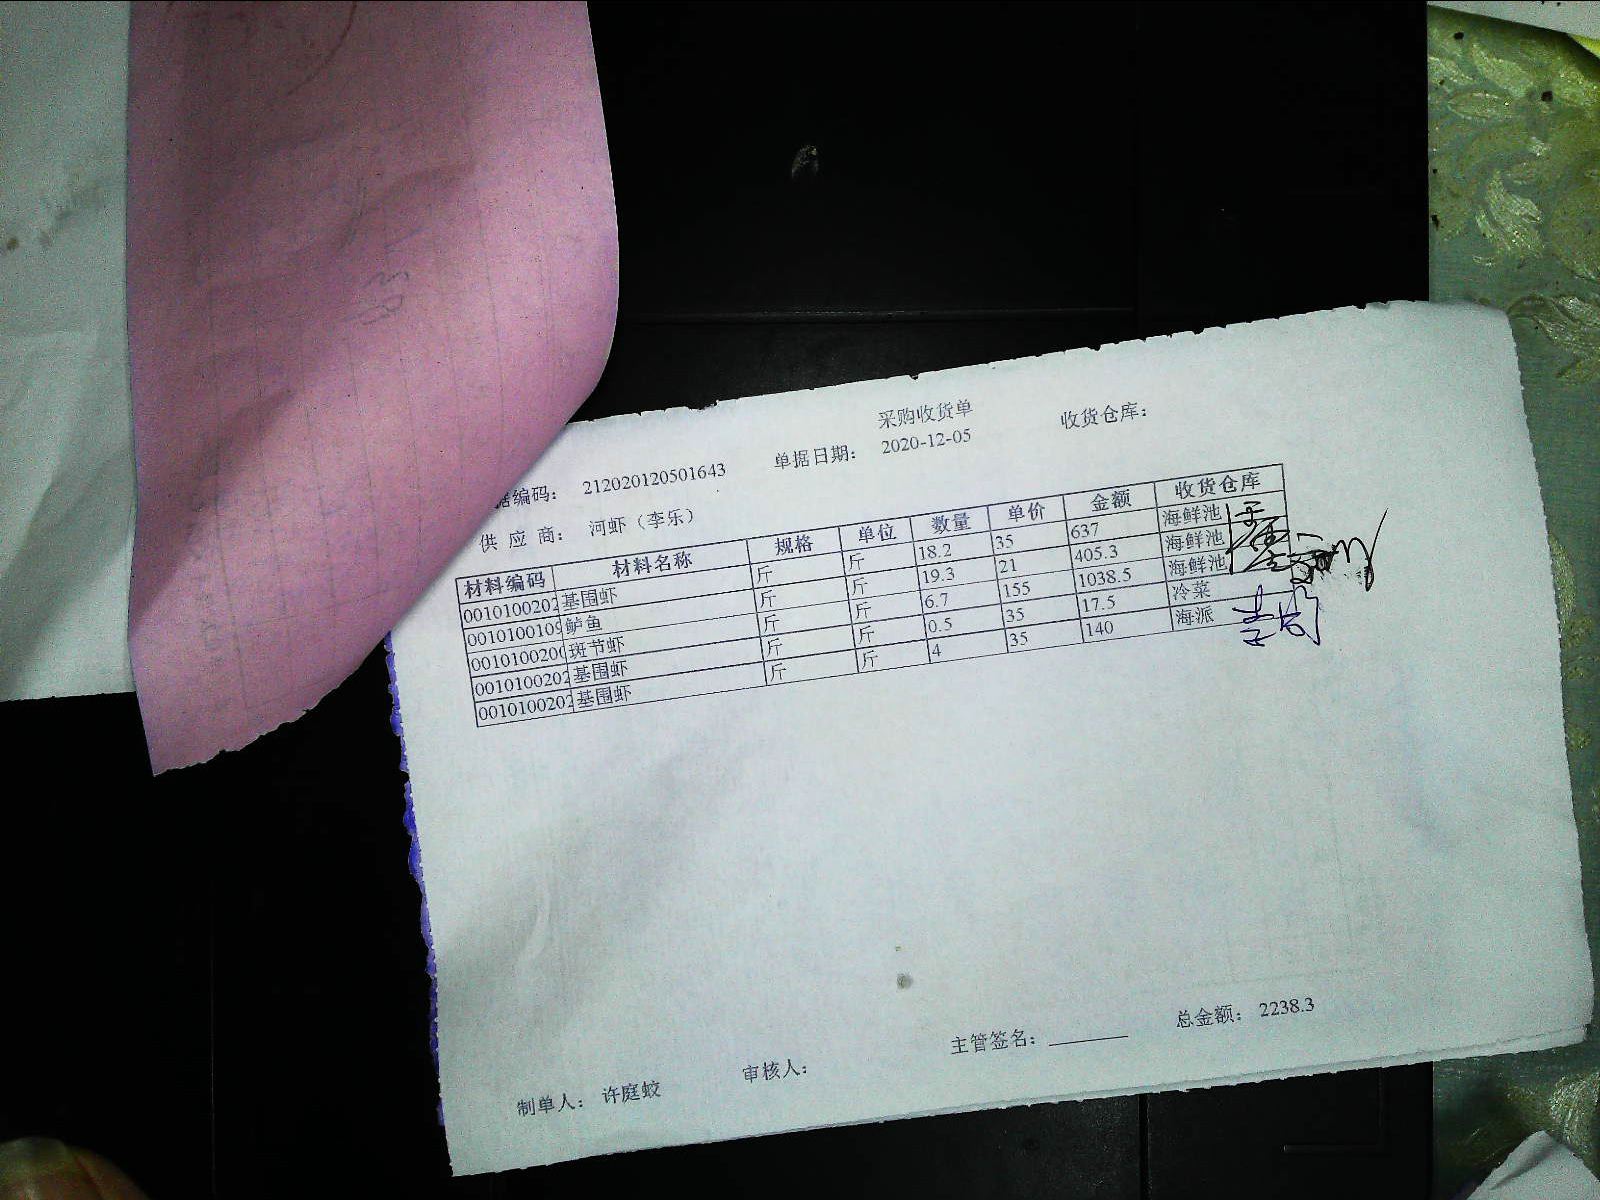 采购收货单
据编码： 212020120501643 单据日期： 2020-12-05 收货仓库：
供 应 商： 河虾（李乐）
材料编码 材料名称 规格 单位 数量 单价 金额 收货仓库
0010100202 基围虾 斤 斤 18.2 35 637 海鲜池
0010100109 鲈鱼 斤 斤 19.3 21 405.3 海鲜池
0010100200 斑节虾 斤 斤 6.7 155 1038.5 海鲜池
0010100202 基围虾 斤 斤 0.5 35 17.5 冷菜
0010100202 基围虾 斤 斤 4 35 140 海派
制单人： 许庭蛟 审核人： 主管签名： 总金额： 2238.3